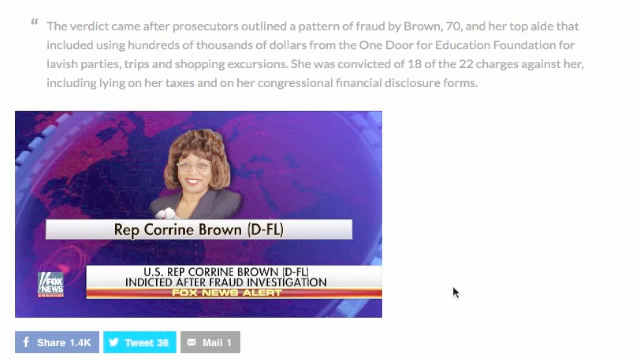 “ The verdict came after prosecutors outlined a pattern of fraud by Brown, 70, and her top aide that
included using hundreds of thousands of dollars from the One Door for Education Foundation for
lavish parties, trips and shopping excursions. She was convicted of 18 of the 22 charges against her,
including lying on her taxes and on her congressional financial disclosure forms.
Rep Corrine Brown (D-FL)
FOX
NEWS
channel
U.S. REP CORRINE BROWN (D-FL)
INDICTED AFTER FRAUD INVESTIGATION
FOX NEWS ALERT
f Share 1.4K Tweet 36 Mail 1